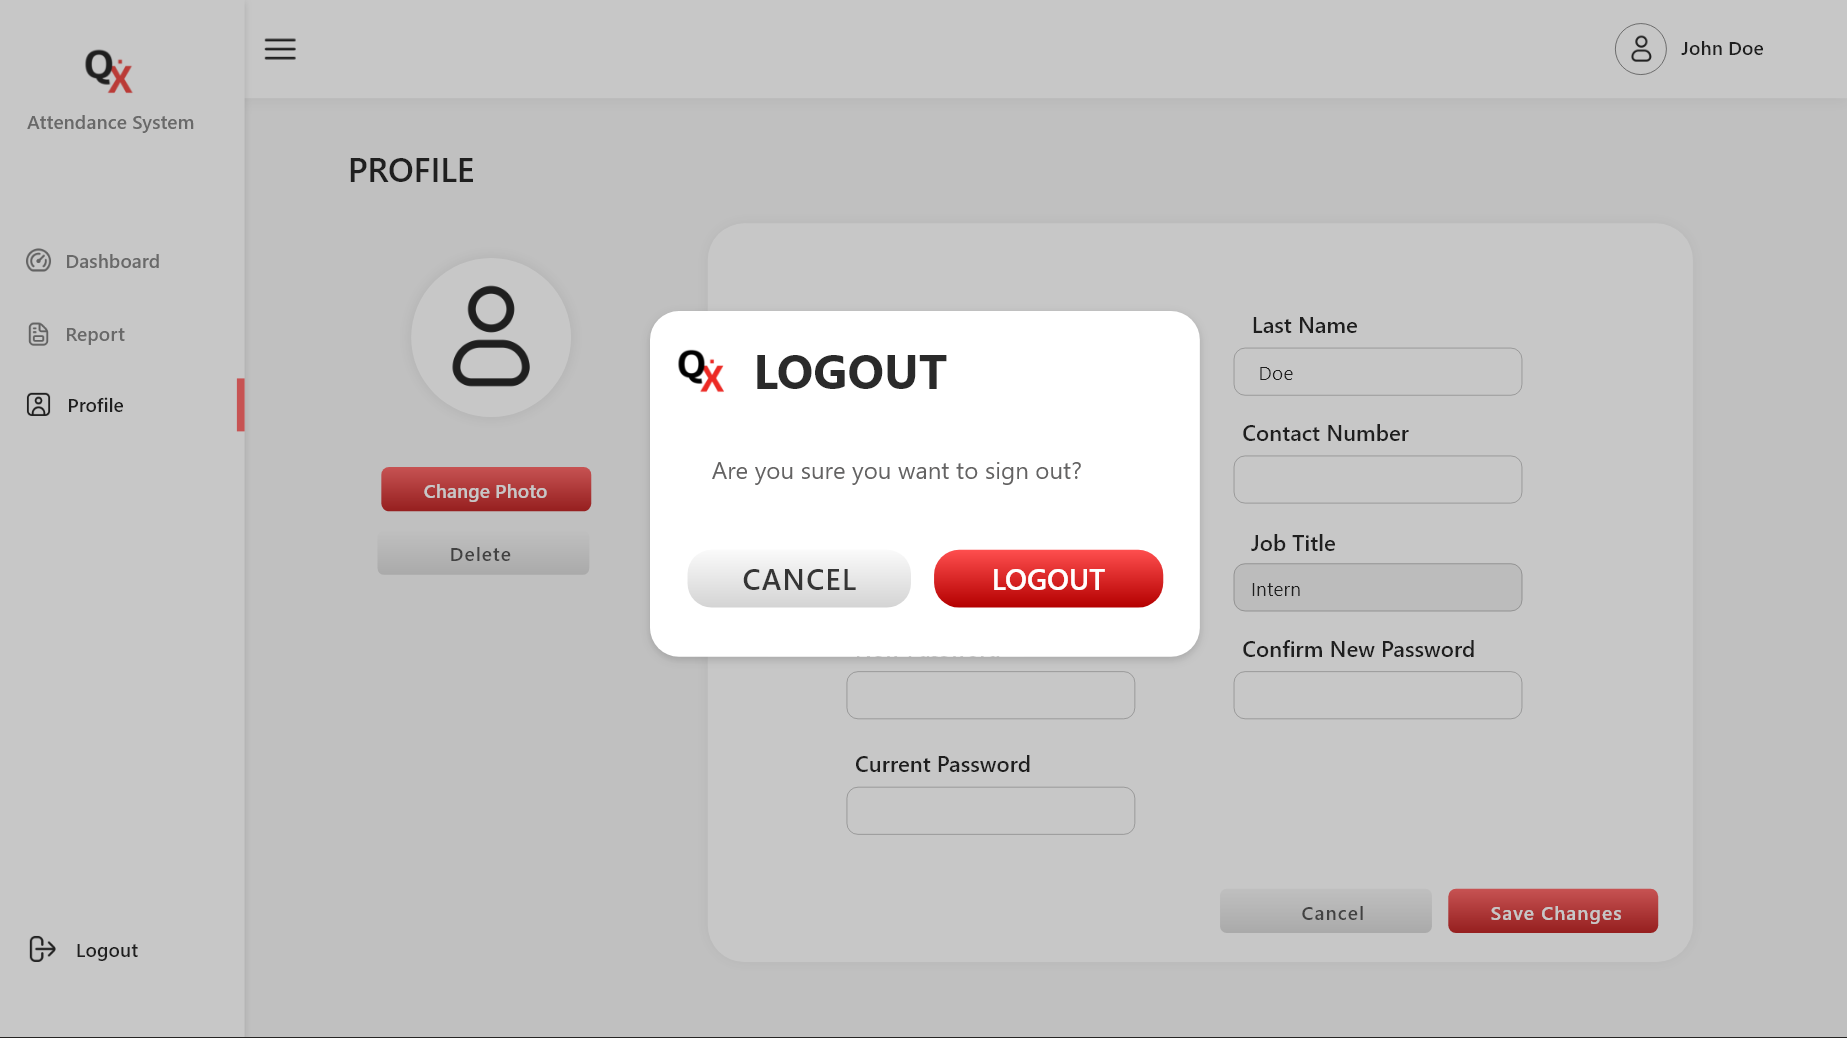 QX
Attendance System
John Doe
PROFILE
Dashboard
Report
Profile
Logout
Change Photo
Delete
QX LOGOUT
Are you sure you want to sign out?
CANCEL LOGOUT
Last Name
Doe
Contact Number
Job Title
Intern
Confirm New Password
Current Password
Cancel Save Changes